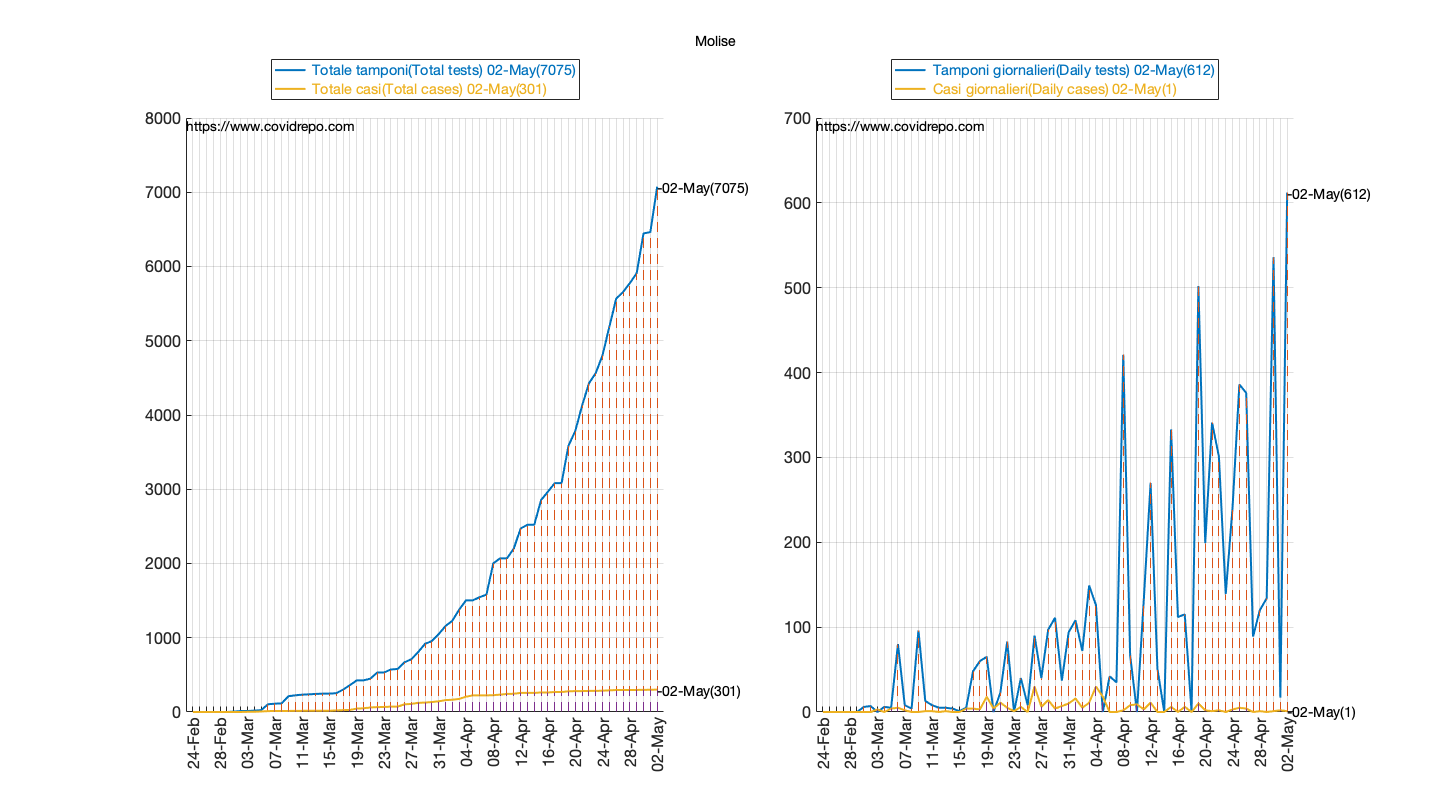 Molise
Totale tamponi(Total tests) 02-May(7075)
Totale casi(Total cases) 02-May(301)
8000
7000
6000
5000
4000
3000
2000
1000
0
https://www.covidrepo.com
02-May(7075)
02-May(301)
24-Feb
28-Feb
03-Mar
07-Mar
11-Mar
15-Mar
19-Mar
23-Mar
27-Mar
31-Mar
04-Apr
08-Apr
12-Apr
16-Apr
20-Apr
24-Apr
28-Apr
02-May
Tamponi giornalieri(Daily tests) 02-May(612)
Casi giornalieri(Daily cases) 02-May(1)
700
600
500
400
300
200
100
0
https://www.covidrepo.com
02-May(612)
02-May(1)
24-Feb
28-Feb
03-Mar
07-Mar
11-Mar
15-Mar
19-Mar
23-Mar
27-Mar
31-Mar
04-Apr
08-Apr
12-Apr
16-Apr
20-Apr
24-Apr
28-Apr
02-May